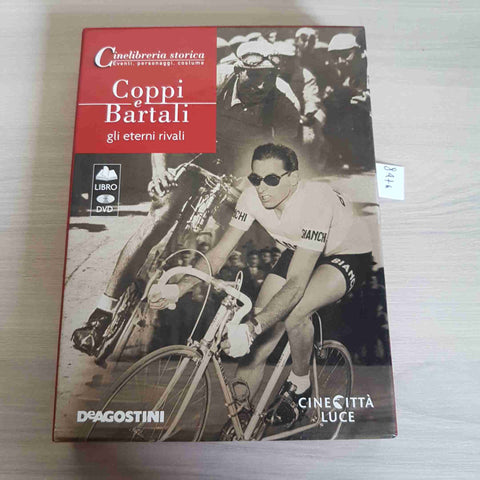 Cinelibreria storica
Eventi, personaggi, costume
Coppi
e
Bartali
gli eterni rivali
LIBRO
DVD
BIANCHI
BIANCHI
DeAGOSTINI
CINECITTÀ
LUCE